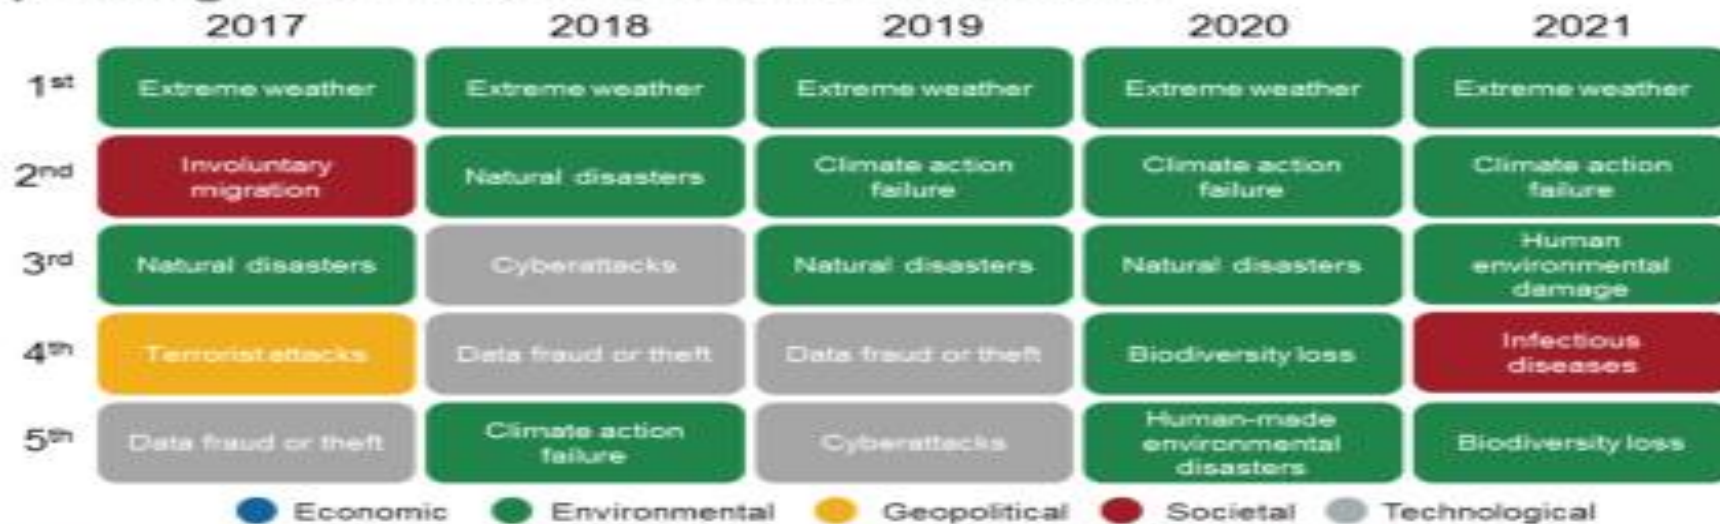 2017 2018 2019 2020 2021
1st Extreme weather Extreme weather Extreme weather Extreme weather Extreme weather
2nd Involuntary migration Natural disasters Climate action failure Climate action failure Climate action failure
3rd Natural disasters Cyberattacks Natural disasters Natural disasters Human environmental damage
4th Terrorist attacks Data fraud or theft Data fraud or theft Biodiversity loss Infectious diseases
5th Data fraud or theft Climate action failure Cyberattacks Human-made environmental disasters Biodiversity loss
Economic Environmental Geopolitical Societal Technological